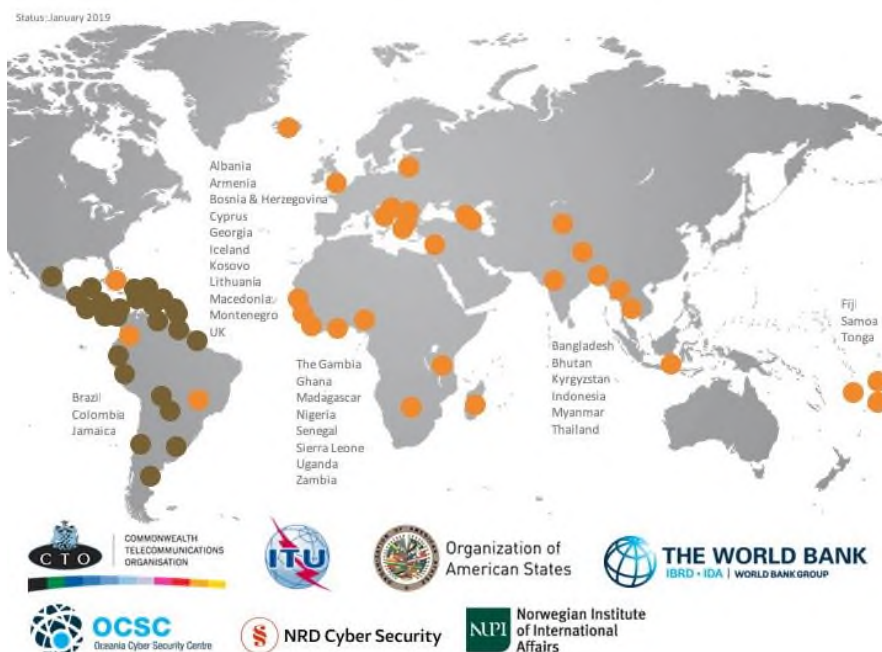 Status: January 2019
Albania
Armenia
Bosnia & Herzegovina
Cyprus
Georgia
Iceland
Kosovo
Lithuania
Macedonia
Montenegro
UK
Brazil
Colombia
Jamaica
The Gambia
Ghana
Madagascar
Nigeria
Senegal
Sierra Leone
Uganda
Zambia
Bangladesh
Bhutan
Kyrgyzstan
Indonesia
Myanmar
Thailand
Fiji
Samoa
Tonga
CTO
COMMONWEALTH
TELECOMMUNICATIONS
ORGANISATION
ITU
Organization of
American States
THE WORLD BANK
IBRD • IDA | WORLD BANK GROUP
OCSC
Oceania Cyber Security Centre
NRD Cyber Security
NUPI
Norwegian Institute
of International
Affairs